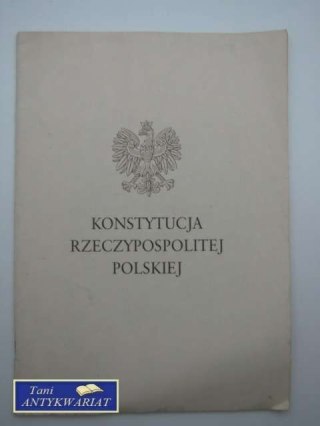 KONSTYTUCJA
RZECZYPOSPOLITEJ
POLSKIEJ
Tani
ANTYKWARIAT